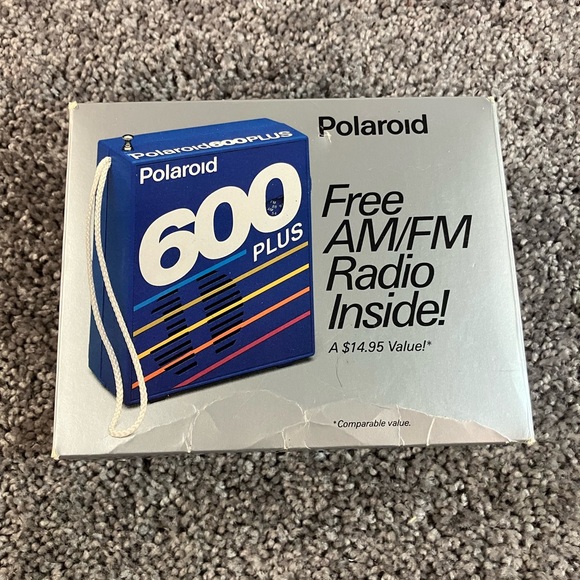 Polaroid600PLUS
Polaroid
600
PLUS
Polaroid
Free
AM/FM
Radio
Inside!
A $14.95 Value!*
*Comparable value.